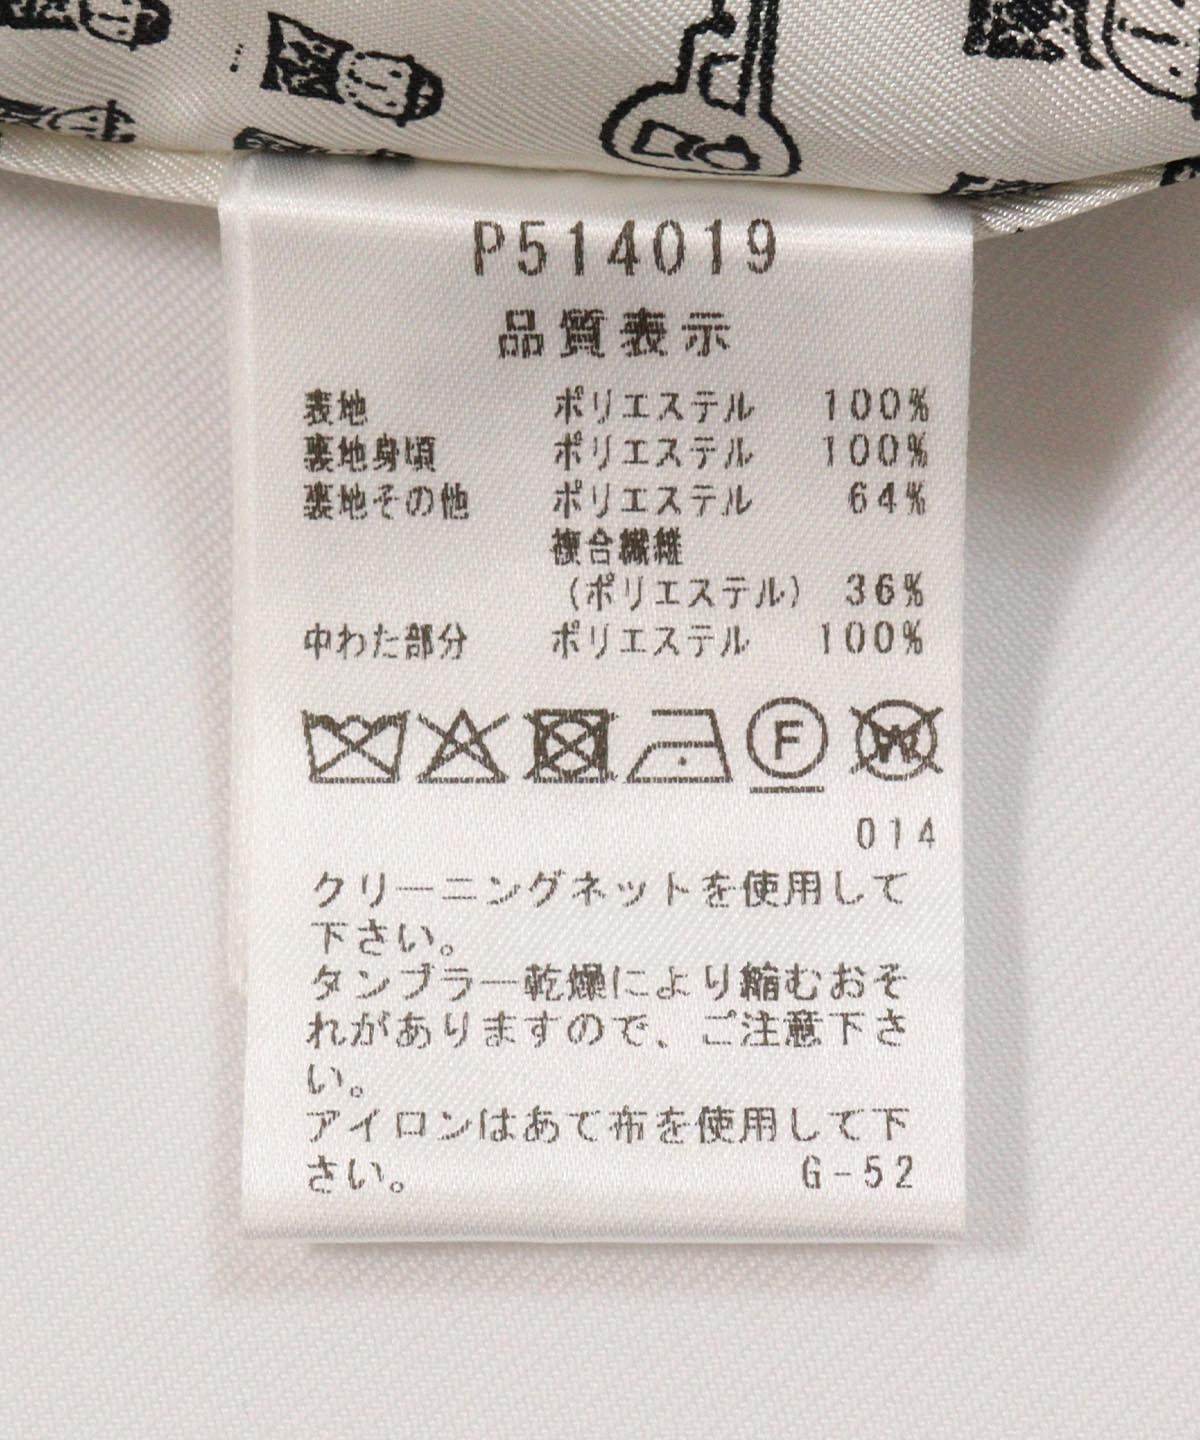 P514019
品質表示
表地 ポリエステル 100%
裏地身頃 ポリエステル 100%
裏地その他 ポリエステル 64%
複合繊維
(ポリエステル) 36%
中わた部分 ポリエステル 100%
F W
014
クリーニングネットを使用して
下さい。
タンブラー乾燥により縮むおそ
れがありますので、ご注意下さ
い。
アイロンはあて布を使用して下
さい。 G-52